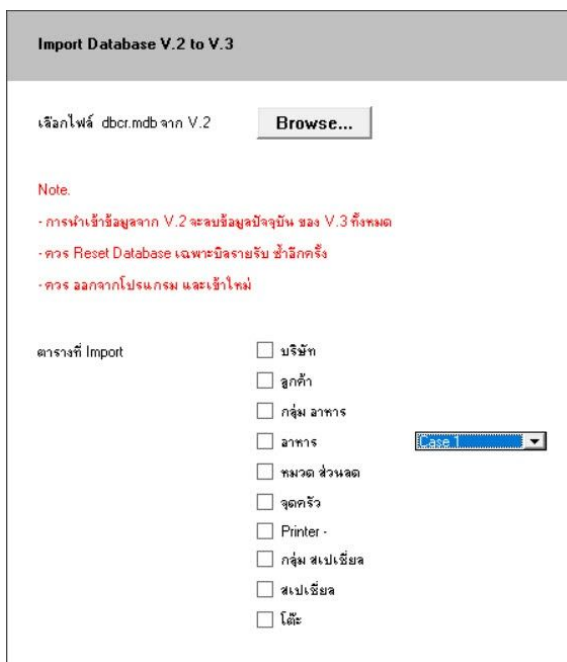 Import Database V.2 to V.3
เลือกไฟล์ dbcr.mdb จาก V.2 Browse...
Note.
- การนำเข้าข้อมูลจาก V.2 จะลบข้อมูลปัจจุบัน ของ V.3 ทั้งหมด
- ควร Reset Database เฉพาะบิลรายรับ ซ้ำอีกครั้ง
- ควร ออกจากโปรแกรม และเข้าใหม่
ตารางที่ Import บริษัท
ลูกค้า
กลุ่ม อาหาร
อาหาร Case 1
หมวด ส่วนลด
จุดครัว
Printer -
กลุ่ม สเปเชี่ยล
สเปเชี่ยล
โต๊ะ